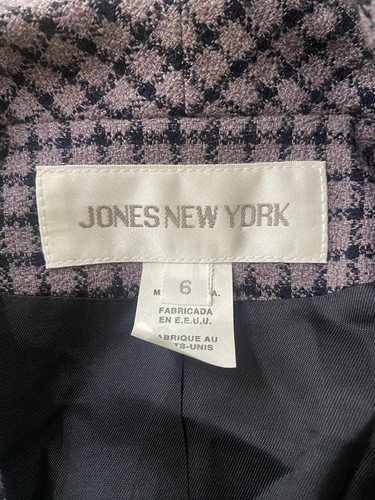 JONES NEW YORK
6
M A.
FABRICADA
EN E.E.U.U.
ABRIQUE AU
TS-UNIS